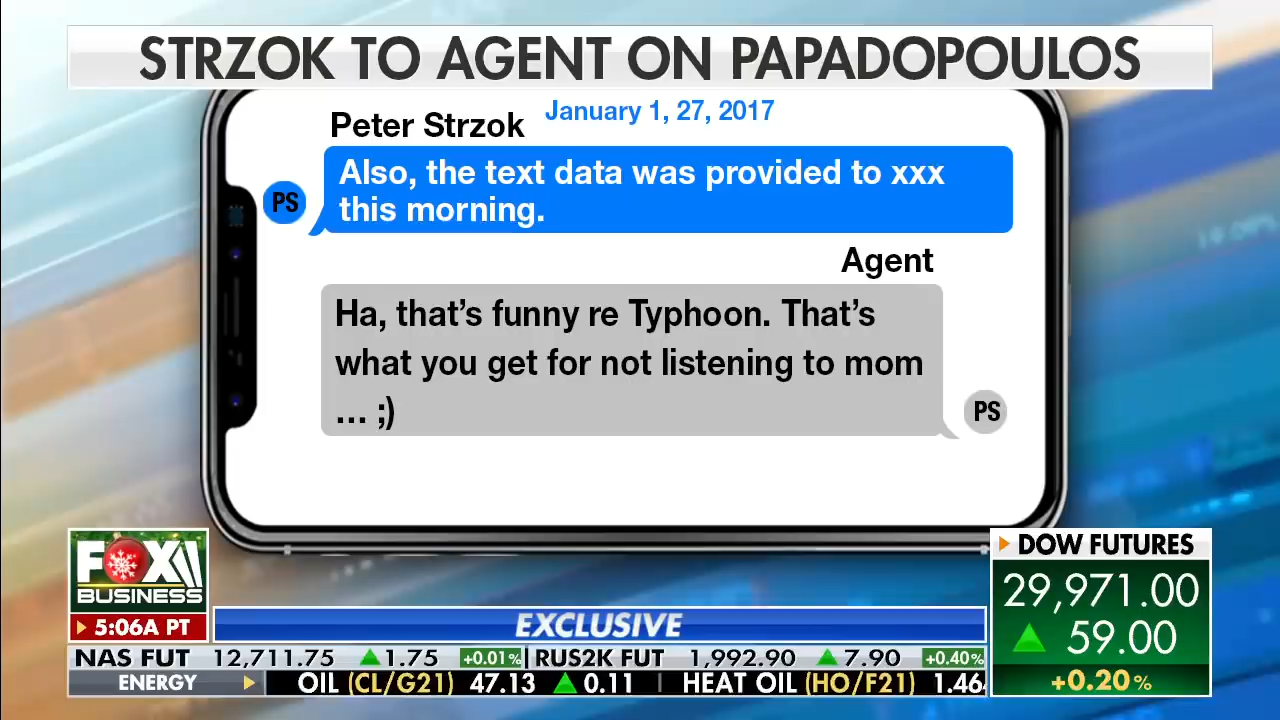 STRZOK TO AGENT ON PAPADOPOULOS
January 1, 27, 2017
Peter Strzok
PS
Also, the text data was provided to xxx
this morning.
Agent
Ha, that's funny re Typhoon. That's
what you get for not listening to mom
... ;)
PS
FOX
BUSINESS
5:06A PT
EXCLUSIVE
DOW FUTURES
29,971.00
59.00
+0.20%
NAS FUT 12,711.75 1.75 +0.01% RUS2K FUT 1,992.90 7.90 +0.40%
ENERGY OIL (CL/G21) 47.13 0.11 HEAT OIL (HO/F21) 1.46